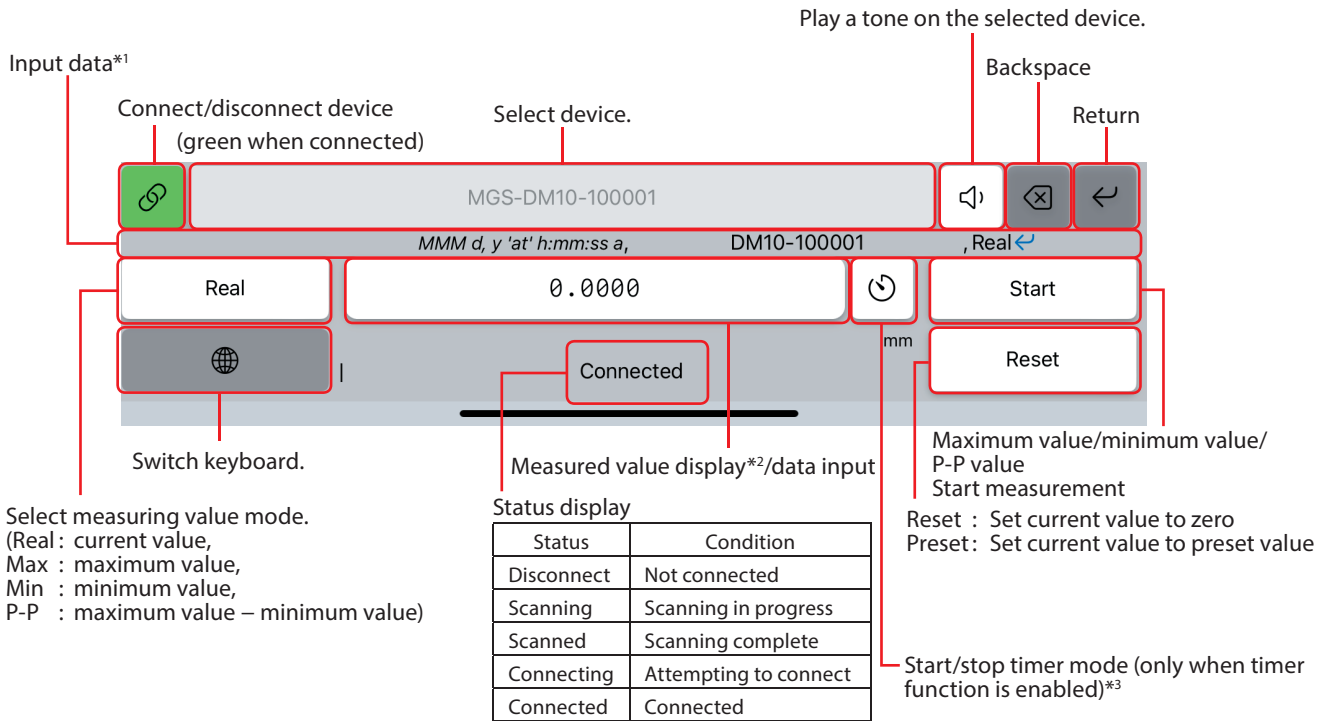 Play a tone on the selected device.
Input data*1
Backspace
Connect/disconnect device
(green when connected)
Select device.
Return
MGS-DM10-100001
MMM d, y 'at' h:mm:ss a, DM10-100001 , Real
Real
0.0000
Start
mm
Connected
Reset
Switch keyboard.
Measured value display*2/data input
Maximum value/minimum value/
P-P value
Start measurement
Reset : Set current value to zero
Preset : Set current value to preset value
Select measuring value mode.
(Real : current value,
Max : maximum value,
Min : minimum value,
P-P : maximum value – minimum value)
Status display
Status Condition
Disconnect Not connected
Scanning Scanning in progress
Scanned Scanning complete
Connecting Attempting to connect
Connected Connected
Start/stop timer mode (only when timer
function is enabled)*3